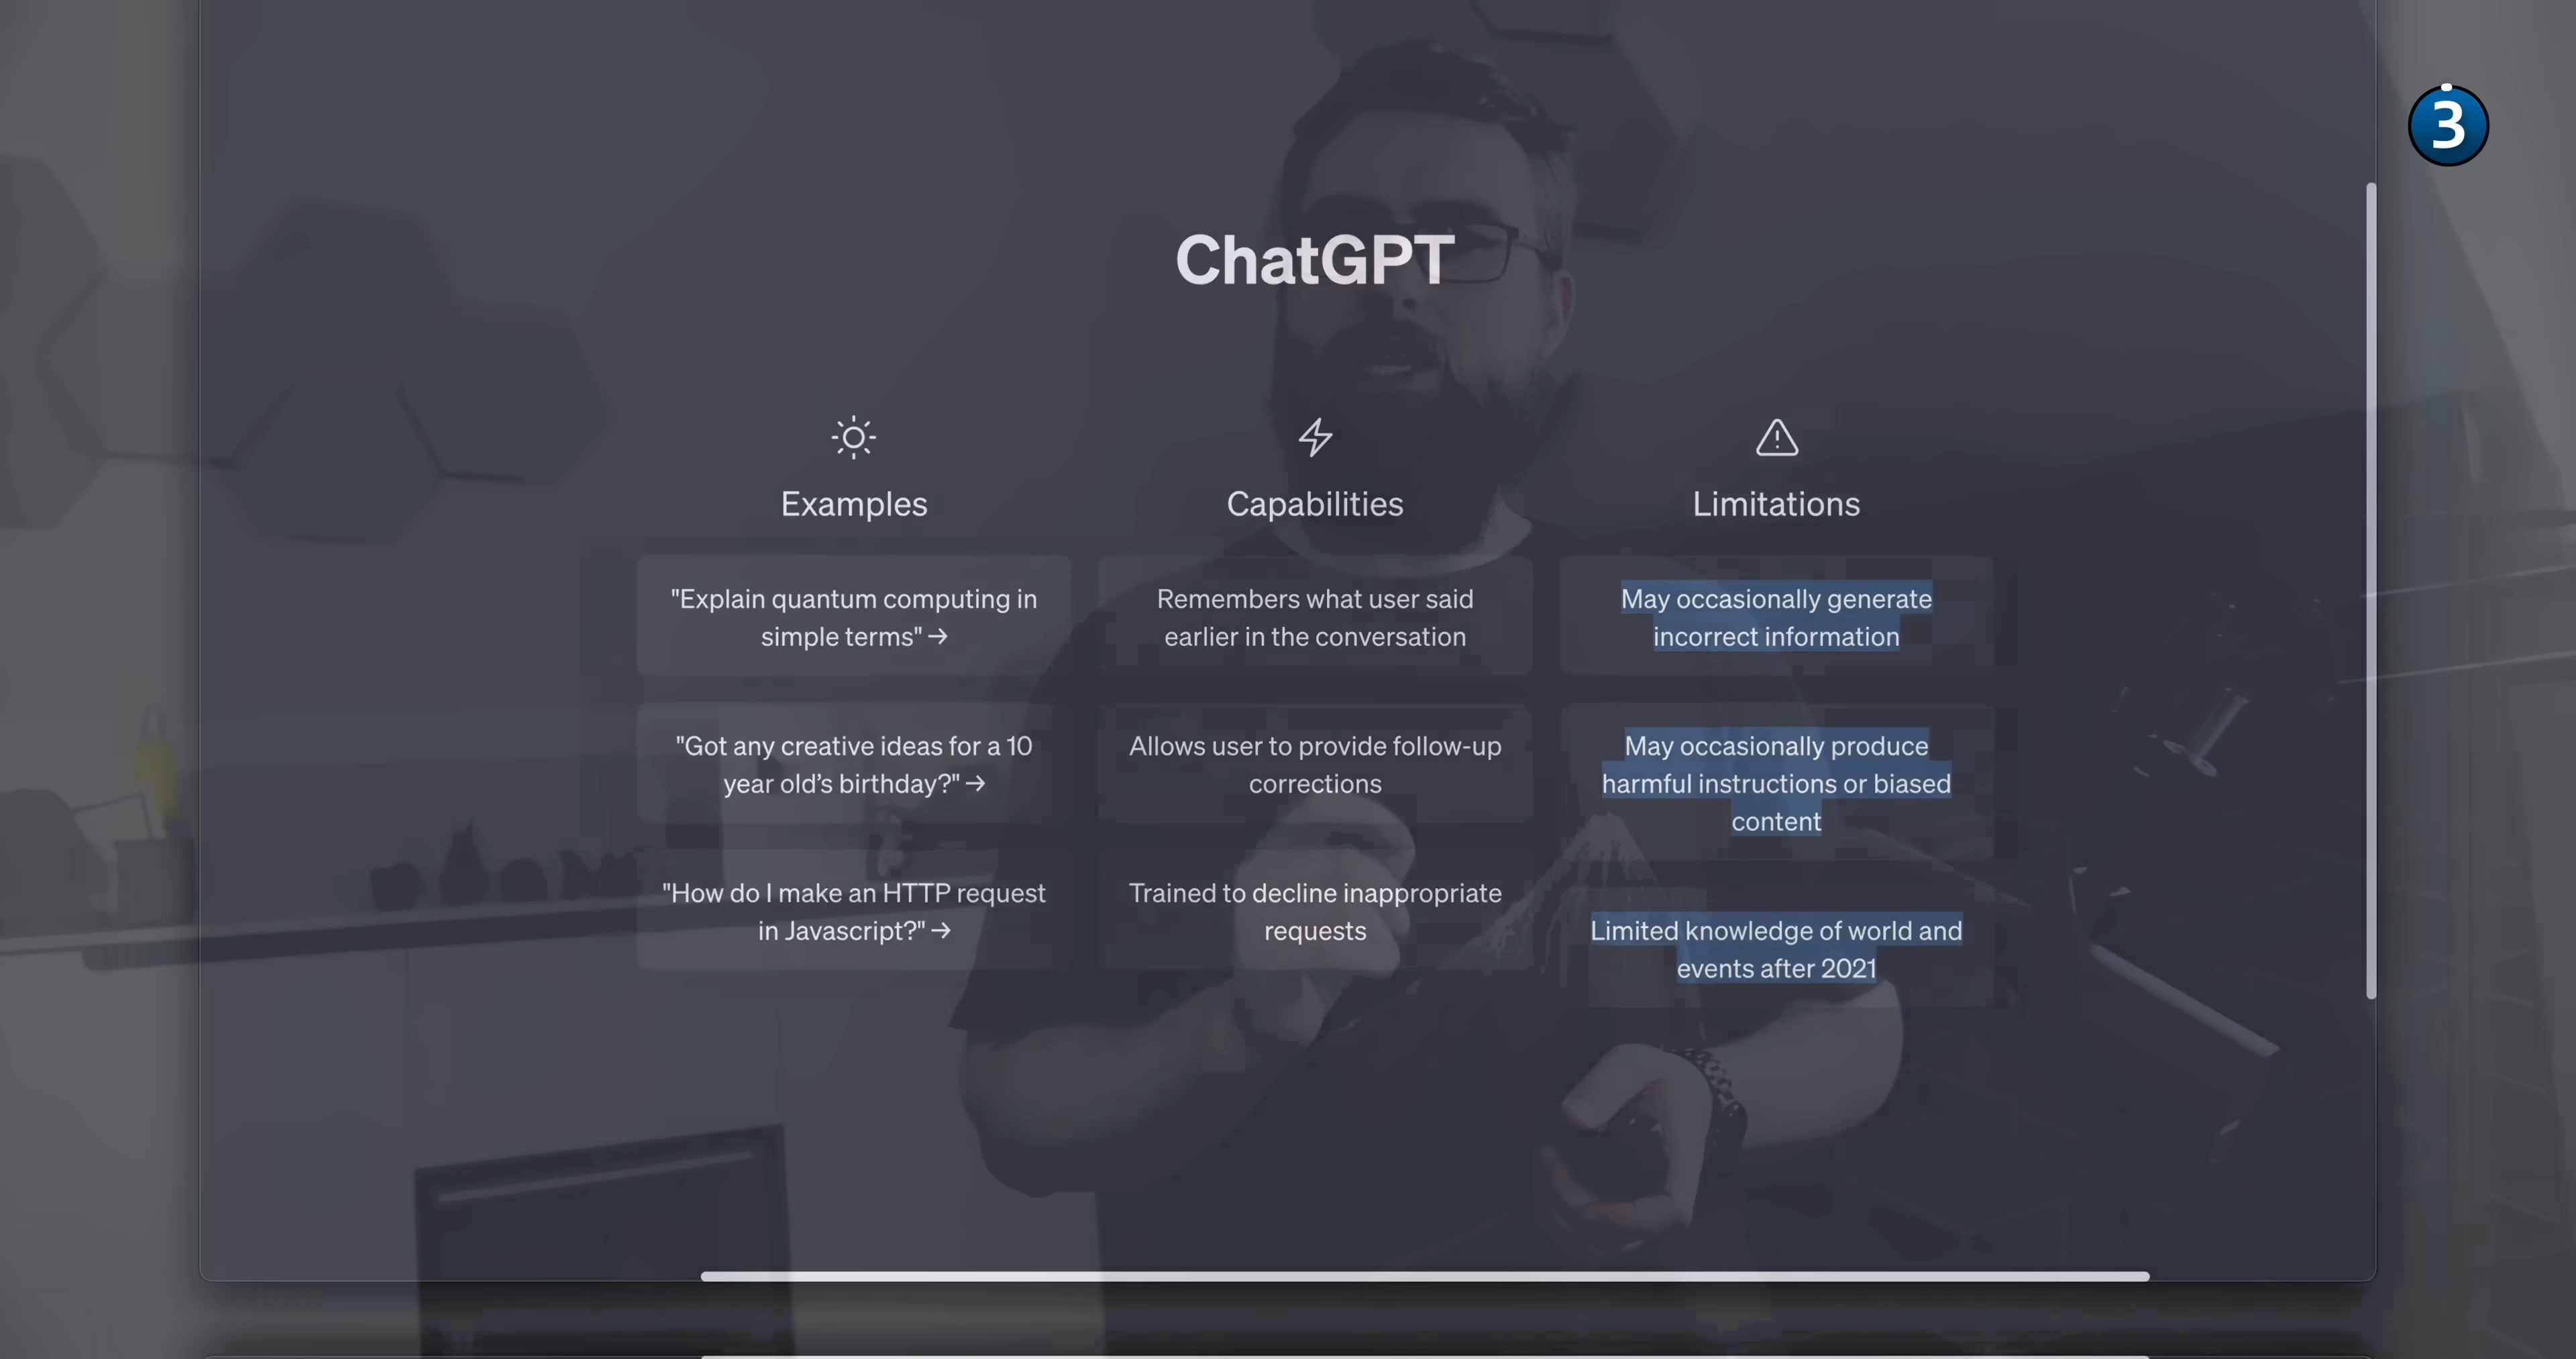 3
ChatGPT
Examples
"Explain quantum computing in
simple terms" →
"Got any creative ideas for a 10
year old’s birthday?" →
"How do I make an HTTP request
in Javascript?" →
Capabilities
Remembers what user said
earlier in the conversation
Allows user to provide follow-up
corrections
Trained to decline inappropriate
requests
Limitations
May occasionally generate
incorrect information
May occasionally produce
harmful instructions or biased
content
Limited knowledge of world and
events after 2021